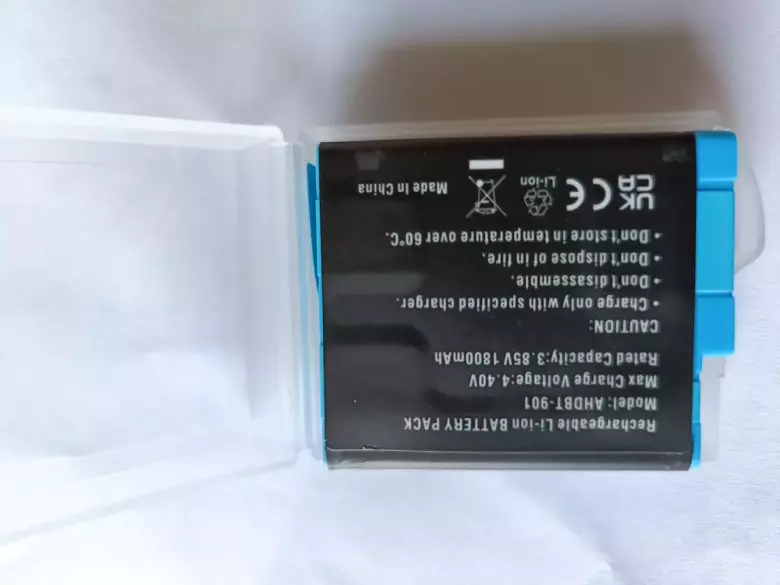 Rechargeable Li-ion BATTERY PACK
Model: AHDBT-901
Max Charge Voltage:4.40V
Rated Capacity:3.85V 1800mAh
CAUTION:
• Charge only with specified charger.
• Don't disassemble.
• Don't dispose of in fire.
• Don't store in temperature over 60°C.
UK
CA
CE
Li-ion
Made In China